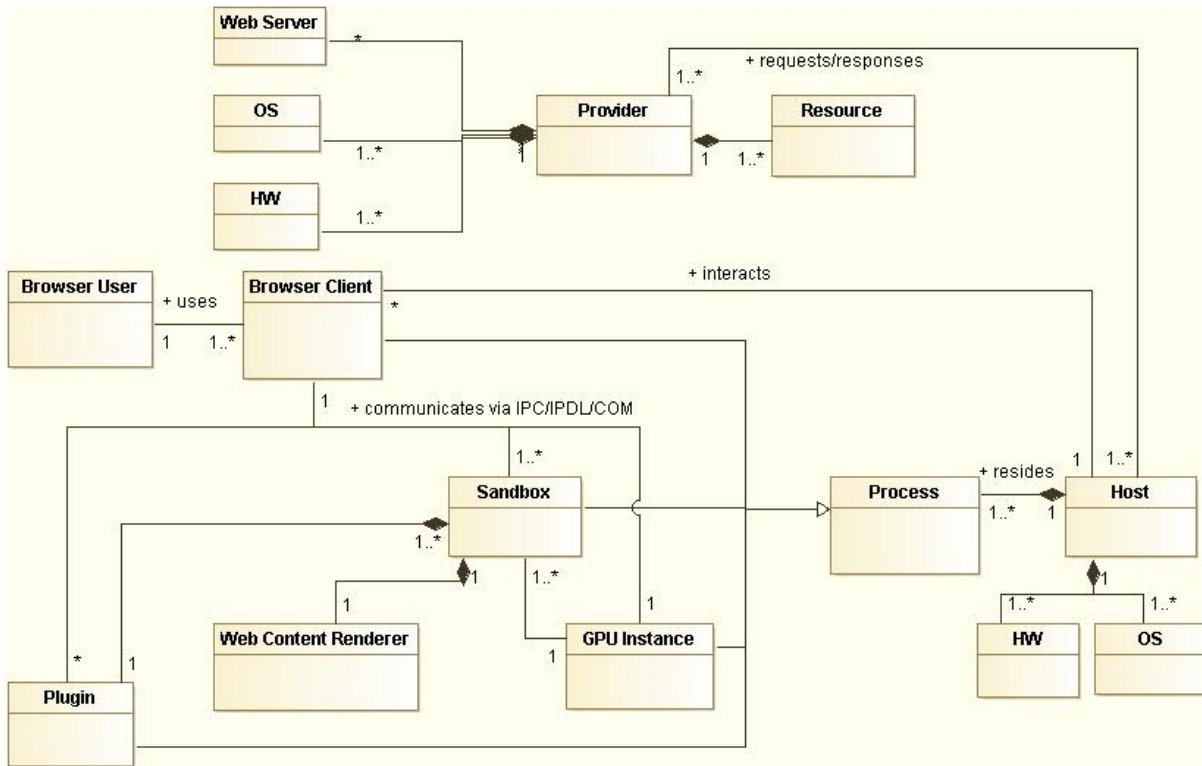 Web Server
*
+ requests/responses
1..*
OS
Provider
Resource
1..*
1
1
1..*
HW
1..*
Browser User
Browser Client
+ interacts
+ uses
*
1
1..*
1
+ communicates via IPC/IPDL/COM
1..*
1
1..*
Sandbox
Process
+ resides
Host
1..*
1..*
1
1
1..*
1
1..*
1..*
1
1
Web Content Renderer
GPU Instance
1
HW
OS
*
1
Plugin